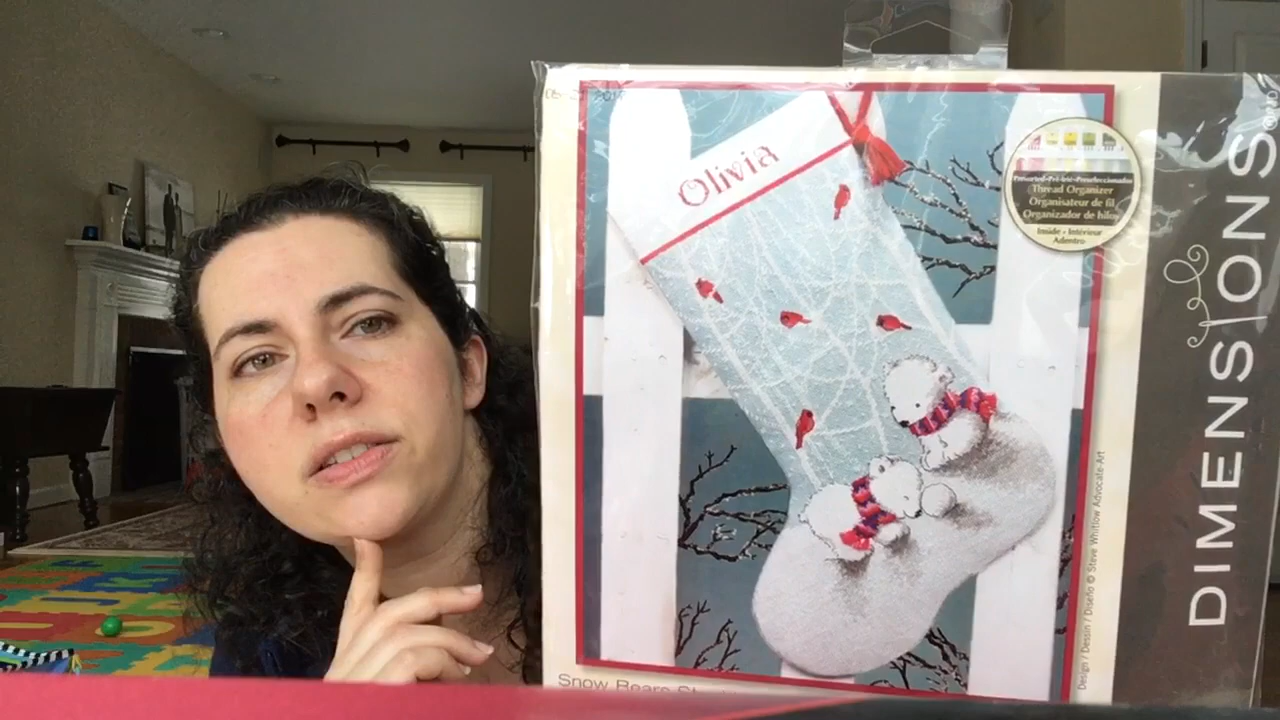 Olivia
Thread Organizer
Organisateur de fil
Organizador de hilo
Inside • Intérieur
Adentro
DIMENSIONS
Design / Dessin / Diseño © Steve Whitlow Advocate-Art
Snow Bears